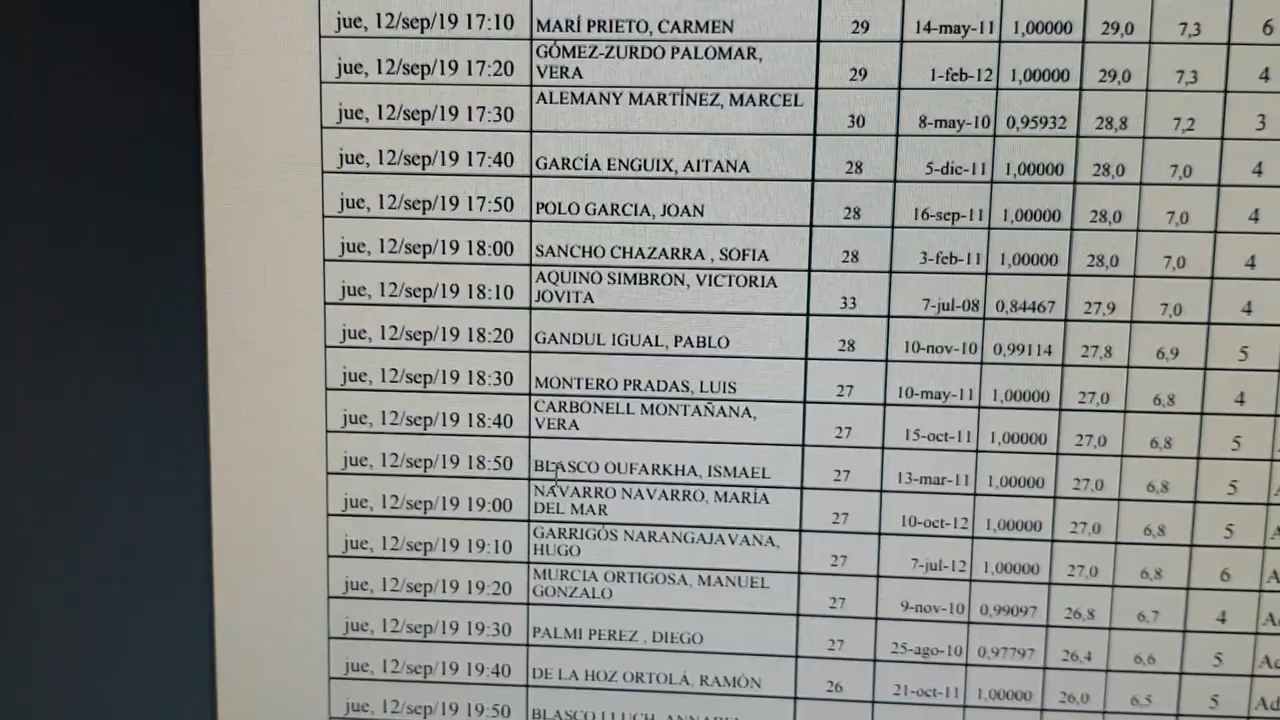 jue, 12/sep/19 17:10 MARÍ PRIETO, CARMEN 29 14-may-11 1,00000 29,0 7,3 6
jue, 12/sep/19 17:20 GÓMEZ-ZURDO PALOMAR,
VERA 29 1-feb-12 1,00000 29,0 7,3 4
jue, 12/sep/19 17:30 ALEMANY MARTÍNEZ, MARCEL 30 8-may-10 0,95932 28,8 7,2 3
jue, 12/sep/19 17:40 GARCÍA ENGUIX, AITANA 28 5-dic-11 1,00000 28,0 7,0 4
jue, 12/sep/19 17:50 POLO GARCIA, JOAN 28 16-sep-11 1,00000 28,0 7,0 4
jue, 12/sep/19 18:00 SANCHO CHAZARRA , SOFIA 28 3-feb-11 1,00000 28,0 7,0 4
jue, 12/sep/19 18:10 AQUINO SIMBRON, VICTORIA
JOVITA 33 7-jul-08 0,84467 27,9 7,0 4
jue, 12/sep/19 18:20 GANDUL IGUAL, PABLO 28 10-nov-10 0,99114 27,8 6,9 5
jue, 12/sep/19 18:30 MONTERO PRADAS, LUIS 27 10-may-11 1,00000 27,0 6,8 4
jue, 12/sep/19 18:40 CARBONELL MONTAÑANA,
VERA 27 15-oct-11 1,00000 27,0 6,8 5
jue, 12/sep/19 18:50 BLASCO OUFARKHA, ISMAEL 27 13-mar-11 1,00000 27,0 6,8 5
jue, 12/sep/19 19:00 NAVARRO NAVARRO, MARÍA
DEL MAR 27 10-oct-12 1,00000 27,0 6,8 5
jue, 12/sep/19 19:10 GARRIGÓS NARANGAJAVANA,
HUGO 27 7-jul-12 1,00000 27,0 6,8 6
jue, 12/sep/19 19:20 MURCIA ORTIGOSA, MANUEL
GONZALO 27 9-nov-10 0,99097 26,8 6,7 4
jue, 12/sep/19 19:30 PALMI PEREZ , DIEGO 27 25-ago-10 0,97797 26,4 6,6 5
jue, 12/sep/19 19:40 DE LA HOZ ORTOLÁ, RAMÓN 26 21-oct-11 1,00000 26,0 6,5 5
jue, 12/sep/19 19:50 BLASCO LLUCH,